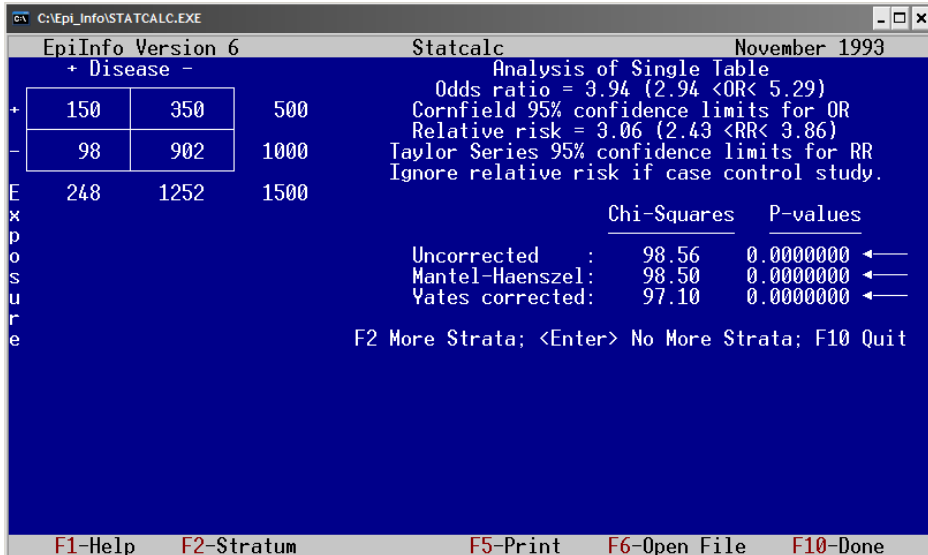 C:\Epi_Info\STATCALC.EXE
EpiInfo Version 6 Statcalc November 1993
+ Disease - Analysis of Single Table
Odds ratio = 3.94 (2.94 <OR< 5.29)
+ 150 350 500 Cornfield 95% confidence limits for OR
Relative risk = 3.06 (2.43 <RR< 3.86)
- 98 902 1000 Taylor Series 95% confidence limits for RR
Ignore relative risk if case control study.
248 1252 1500
Exposure
Chi-Squares P-values
Uncorrected : 98.56 0.0000000
Mantel-Haenszel: 98.50 0.0000000
Yates corrected: 97.10 0.0000000
F2 More Strata; <Enter> No More Strata; F10 Quit
F1-Help F2-Stratum F5-Print F6-Open File F10-Done